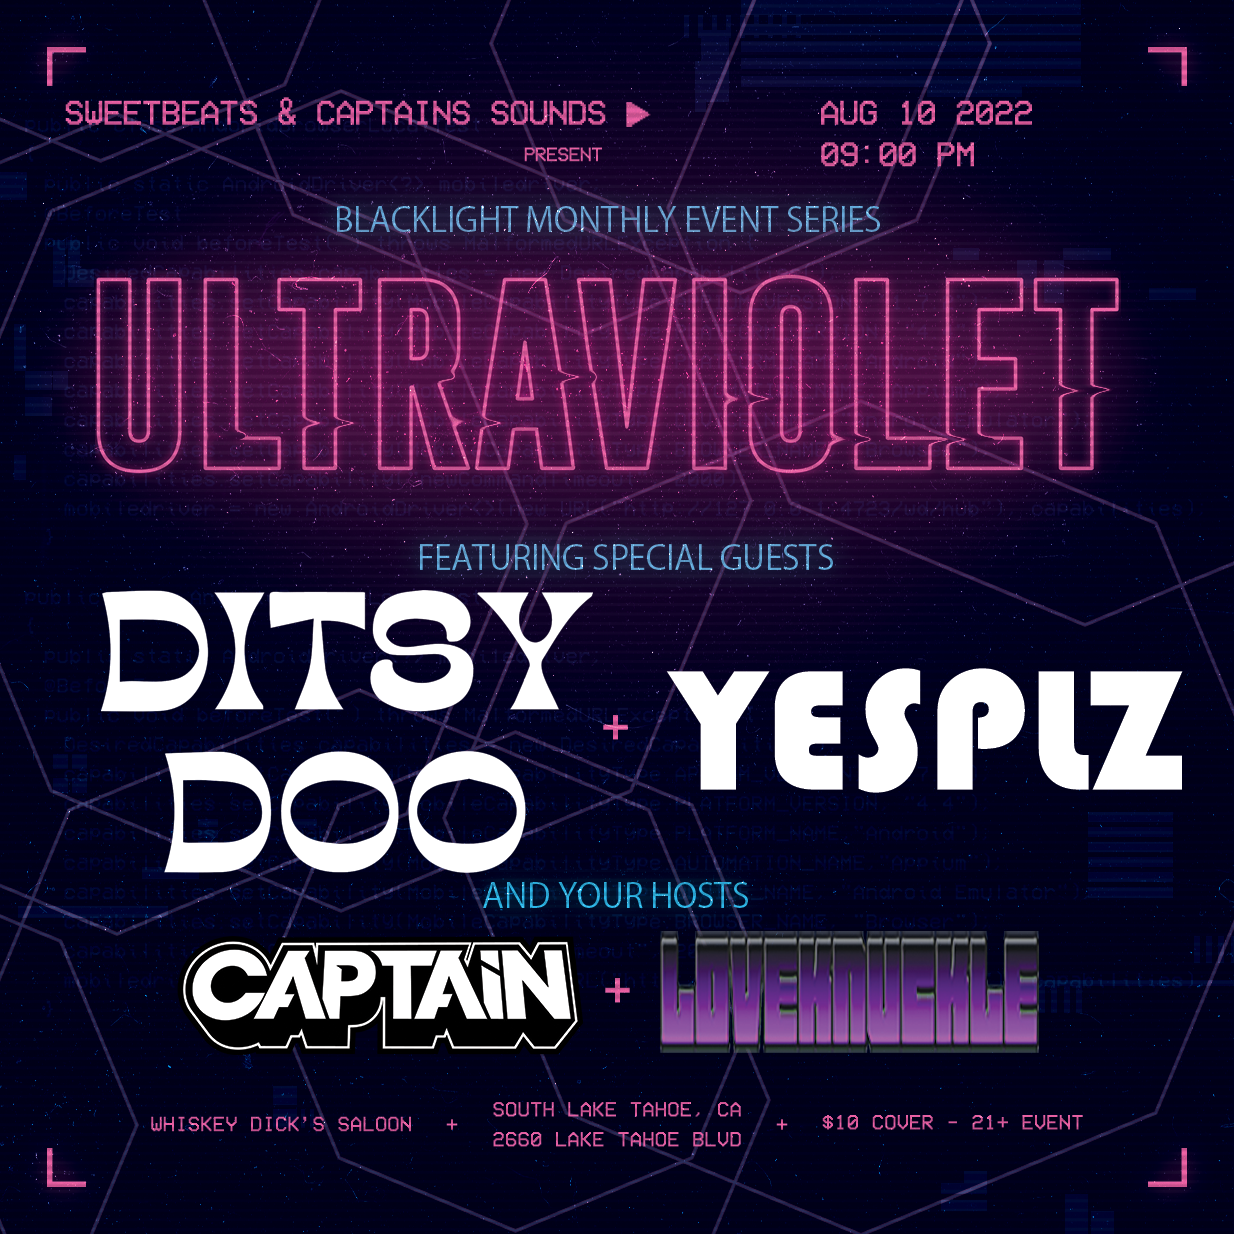 SWEETBEATS & CAPTAINS SOUNDS
PRESENT
AUG 10 2022
09:00 PM
BLACKLIGHT MONTHLY EVENT SERIES
ULTRAVIOLET
FEATURING SPECIAL GUESTS
DITSY
DOO
+
YESPLZ
AND YOUR HOSTS
CAPTAIN + LOVEKNUCKLE
WHISKEY DICK'S SALOON +
SOUTH LAKE TAHOE, CA
2660 LAKE TAHOE BLVD
+ $10 COVER - 21+ EVENT